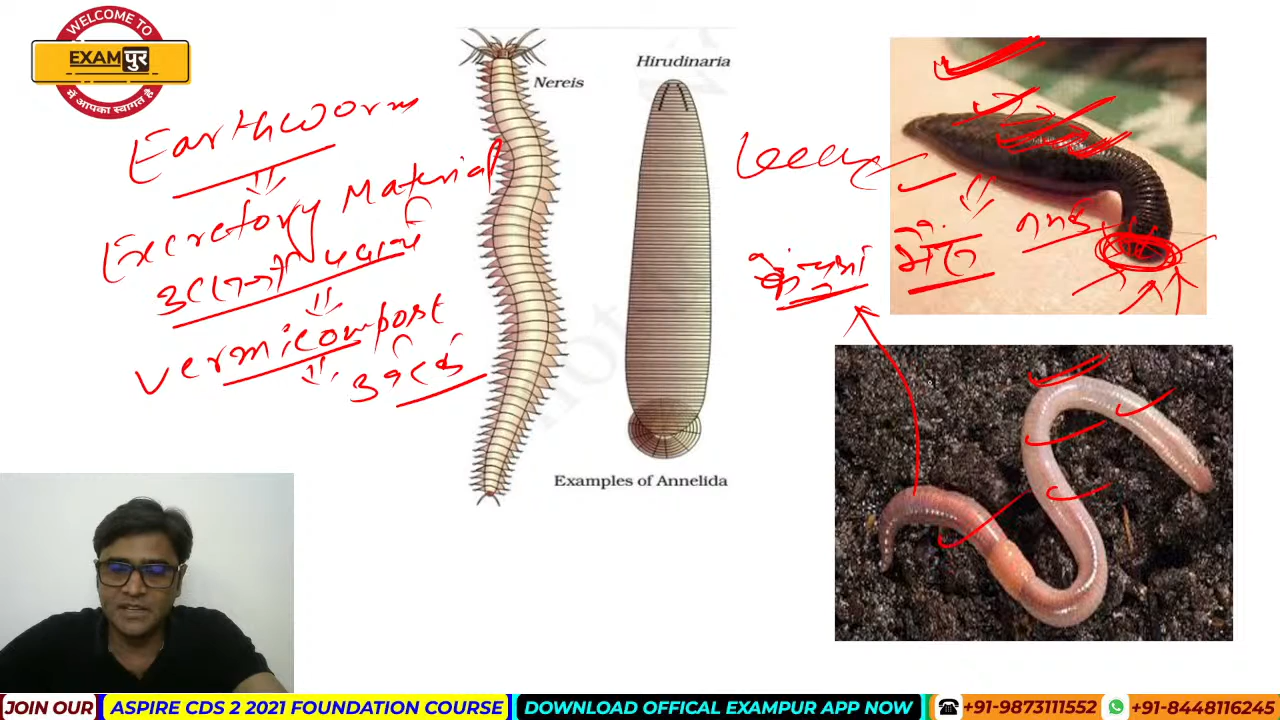 WELCOME TO
EXAMपुर
में आपका स्वागत है
Nereis
Hirudinaria
Examples of Annelida
Earthworm
Excretory Material
उत्सर्जी पदार्थ
vermicompost
Leech
केंचुआ
JOIN OUR
ASPIRE CDS 2 2021 FOUNDATION COURSE
DOWNLOAD OFFICEAL EXAMPUR APP NOW
+91-9873111552
+91-8448116245